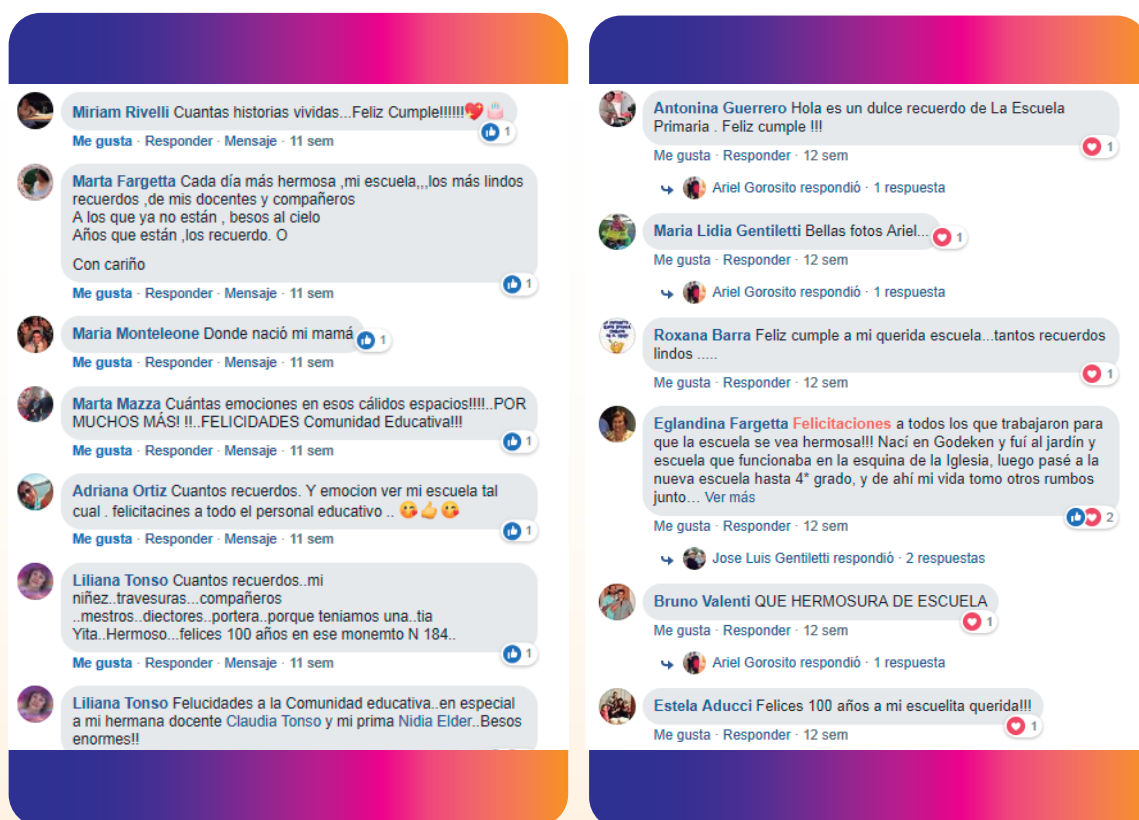 Miriam Rivelli Cuantas historias vividas...Feliz Cumple!!!!!!💖🎂
1
Me gusta · Responder · Mensaje · 11 sem
Marta Fargetta Cada día más hermosa ,mi escuela,,,los más lindos
recuerdos ,de mis docentes y compañeros
A los que ya no están , besos al cielo
Años que están ,los recuerdo. O
Con cariño
1
Me gusta · Responder · Mensaje · 11 sem
Maria Monteleone Donde nació mi mamá
1
Me gusta · Responder · Mensaje · 11 sem
Marta Mazza Cuántas emociones en esos cálidos espacios!!!!..POR
MUCHOS MÁS! !!..FELICIDADES Comunidad Educativa!!!
1
Me gusta · Responder · Mensaje · 11 sem
Adriana Ortiz Cuantos recuerdos. Y emocion ver mi escuela tal
cual . felicitacines a todo el personal educativo .. 😋👍😋
1
Me gusta · Responder · Mensaje · 11 sem
Liliana Tonso Cuantos recuerdos..mi
niñez..travesuras...compañeros
..mestros..diectores..portera..porque teniamos una..tia
Yita..Hermoso...felices 100 años en ese monemto N 184..
1
Me gusta · Responder · Mensaje · 11 sem
Liliana Tonso Felucidades a la Comunidad educativa..en especial
a mi hermana docente Claudia Tonso y mi prima Nidia Elder..Besos
enormes!!
Antonina Guerrero Hola es un dulce recuerdo de La Escuela
Primaria . Feliz cumple !!!
1
Me gusta · Responder · 12 sem
Ariel Gorosito respondió · 1 respuesta
Maria Lidia Gentiletti Bellas fotos Ariel...
1
Me gusta · Responder · 12 sem
Ariel Gorosito respondió · 1 respuesta
Roxana Barra Feliz cumple a mi querida escuela...tantos recuerdos
lindos .....
1
Me gusta · Responder · 12 sem
Eglandina Fargetta Felicitaciones a todos los que trabajaron para
que la escuela se vea hermosa!!! Nací en Godeken y fuí al jardín y
escuela que funcionaba en la esquina de la Iglesia, luego pasé a la
nueva escuela hasta 4* grado, y de ahí mi vida tomo otros rumbos
junto... Ver más
2
Me gusta · Responder · 12 sem
Jose Luis Gentiletti respondió · 2 respuestas
Bruno Valenti QUE HERMOSURA DE ESCUELA
1
Me gusta · Responder · 12 sem
Ariel Gorosito respondió · 1 respuesta
Estela Aducci Felices 100 años a mi escuelita querida!!!
1
Me gusta · Responder · 12 sem